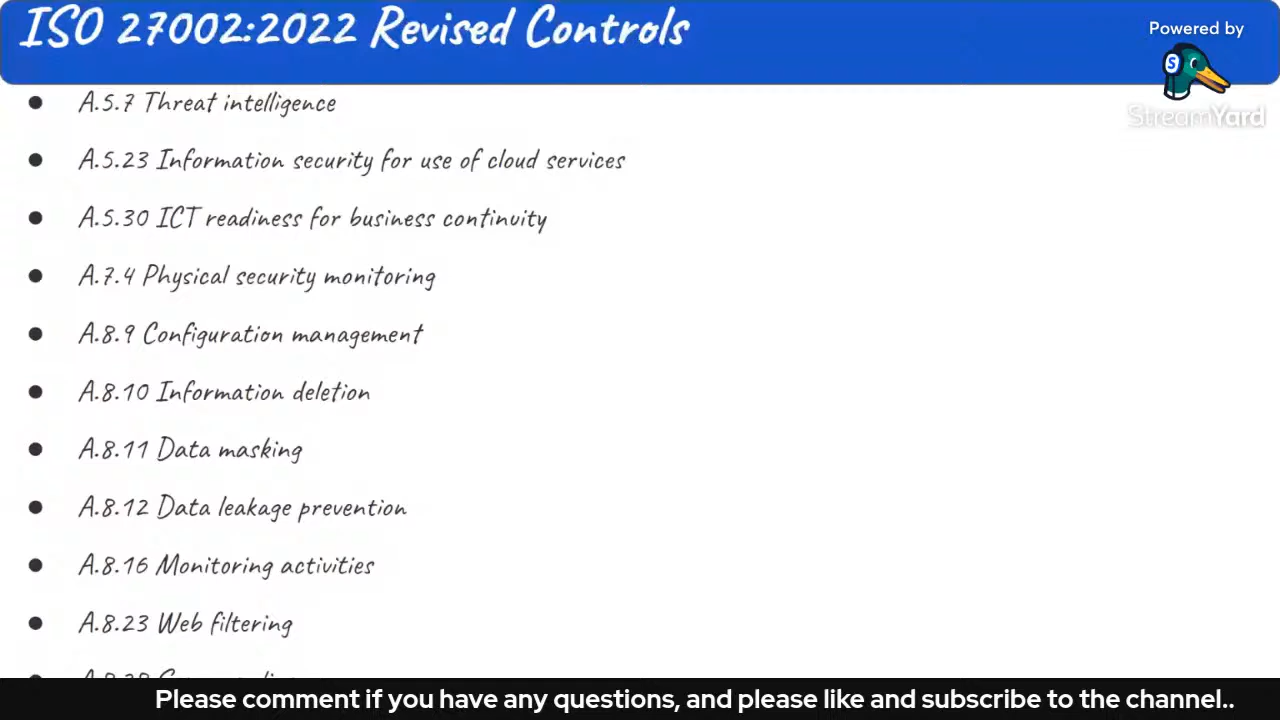 ISO 27002:2022 Revised Controls
Powered by
S
StreamYard
A.5.7 Threat intelligence
A.5.23 Information security for use of cloud services
A.5.30 ICT readiness for business continuity
A.7.4 Physical security monitoring
A.8.9 Configuration management
A.8.10 Information deletion
A.8.11 Data masking
A.8.12 Data leakage prevention
A.8.16 Monitoring activities
A.8.23 Web filtering
Please comment if you have any questions, and please like and subscribe to the channel..